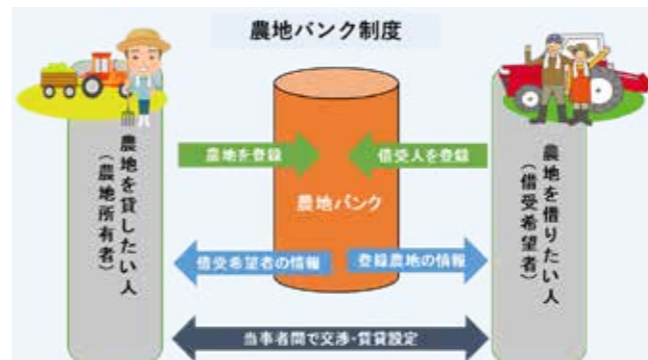 農地バンク制度
農地を貸したい人
(農地所有者)
農地を登録
借受人を登録
農地バンク
借受希望者の情報
登録農地の情報
当事者間で交渉・賃貸設定
農地を借りたい人
(借受希望者)